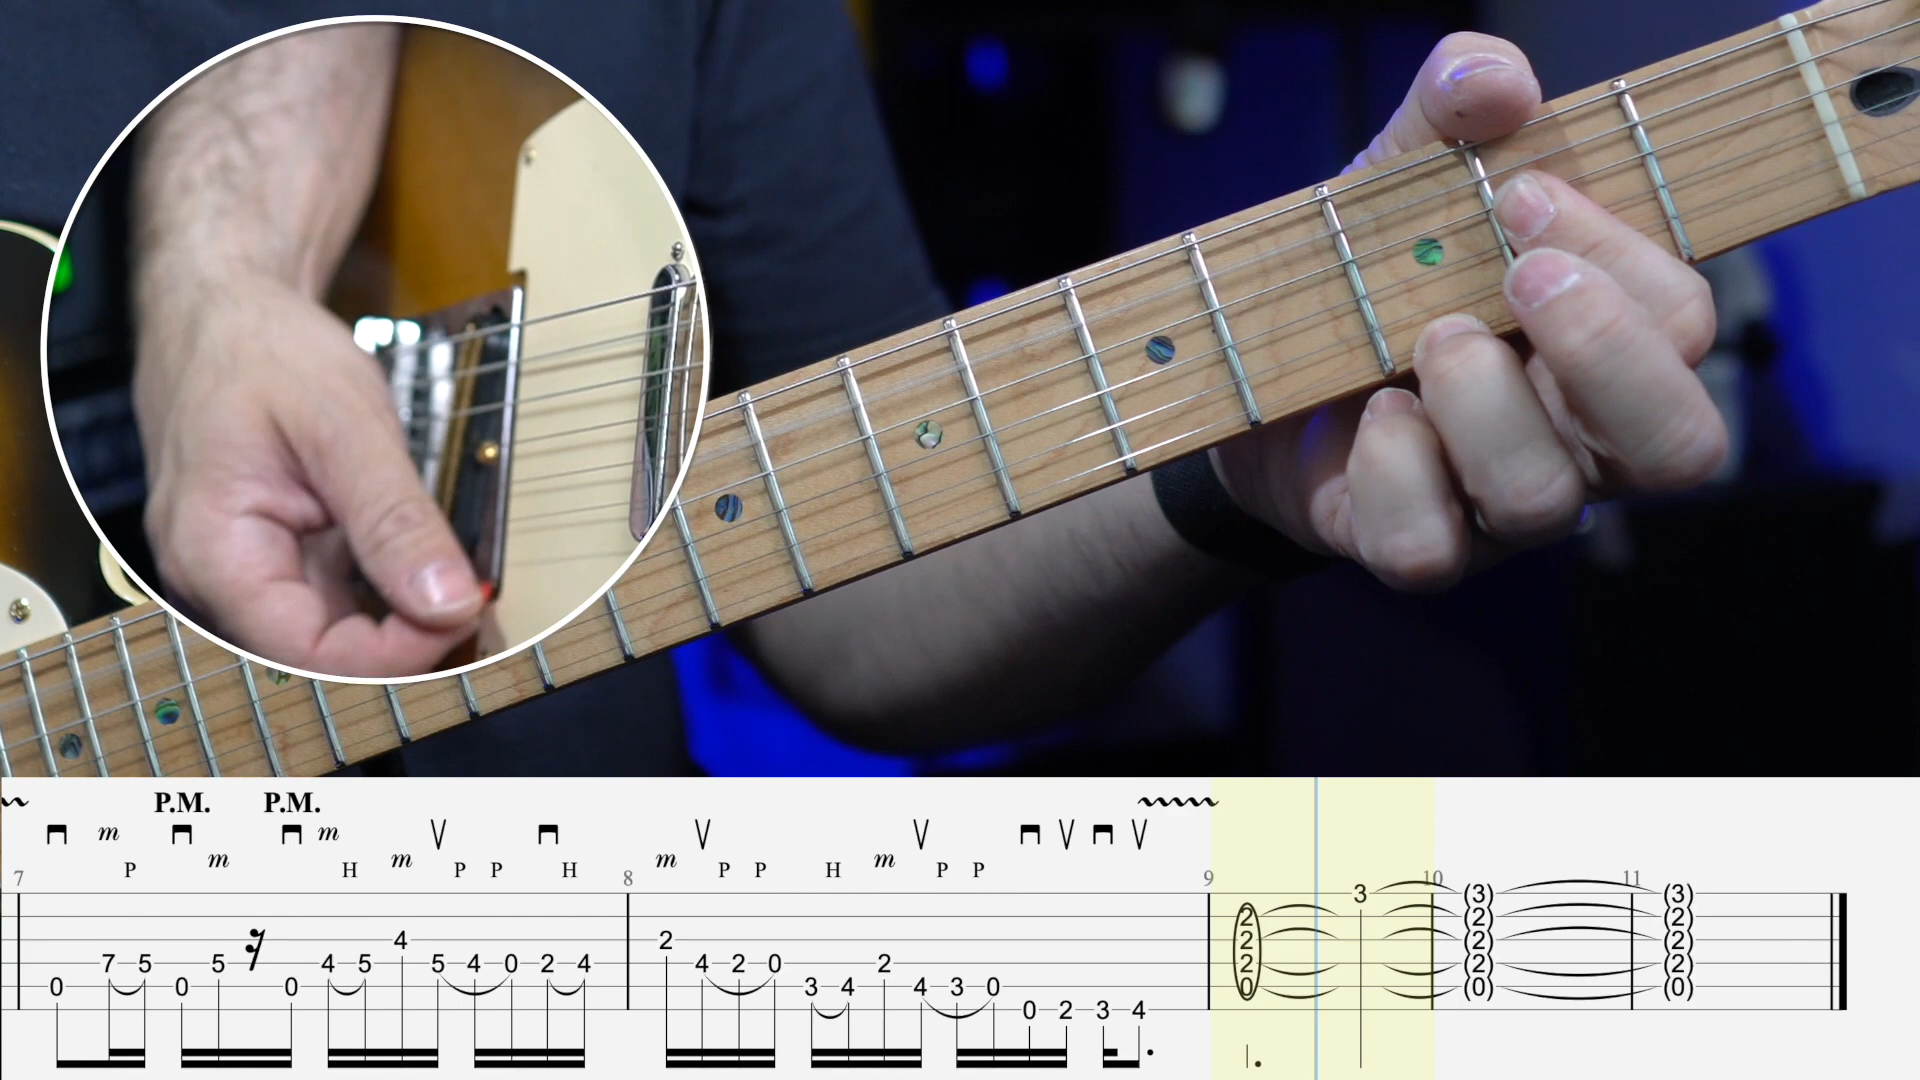 P.M. P.M.
m m V V V V V
m m m
P H P P H P P H P P
7 8 9 10 11
3 (3) (3)
2 (2) (2)
4 2 2 (2) (2)
7 5 5 4 5 5 4 0 2 4 4 2 0 2 2 (2) (2)
0 0 0 3 4 4 3 0 0 (0) (0)
0 2 3 4